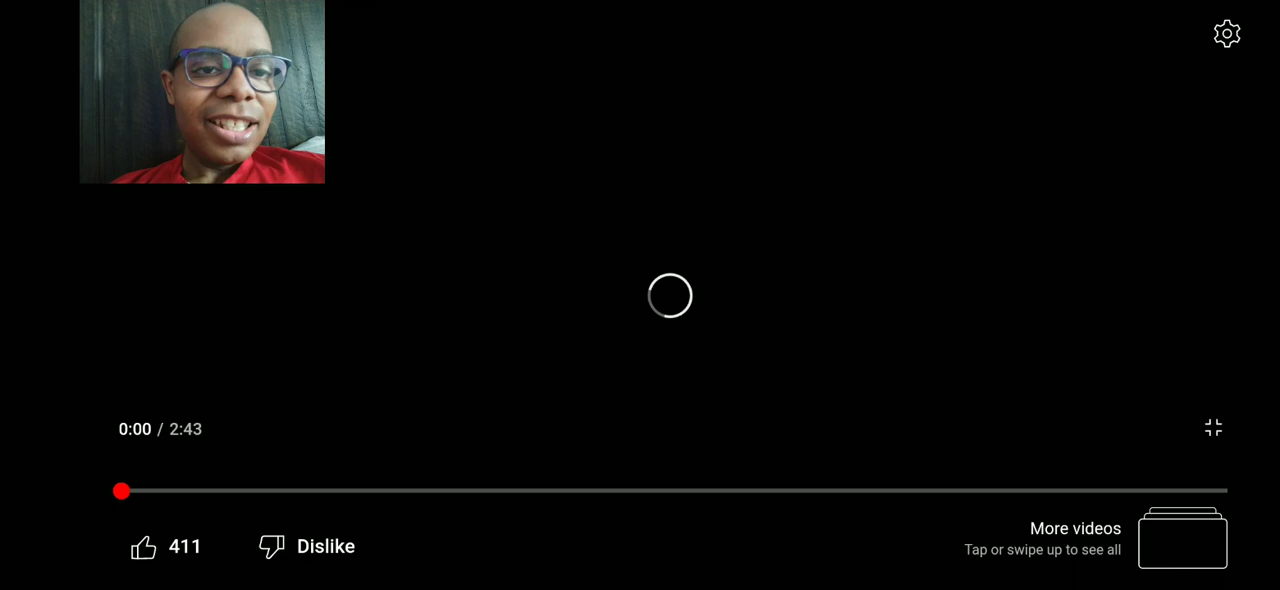 0:00 / 2:43
411
Dislike
More videos
Tap or swipe up to see all